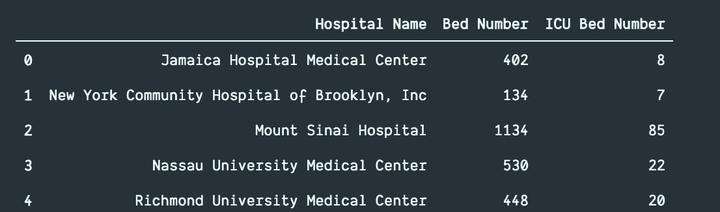 Hospital Name Bed Number ICU Bed Number
0 Jamaica Hospital Medical Center 402 8
1 New York Community Hospital of Brooklyn, Inc 134 7
2 Mount Sinai Hospital 1134 85
3 Nassau University Medical Center 530 22
4 Richmond University Medical Center 448 20